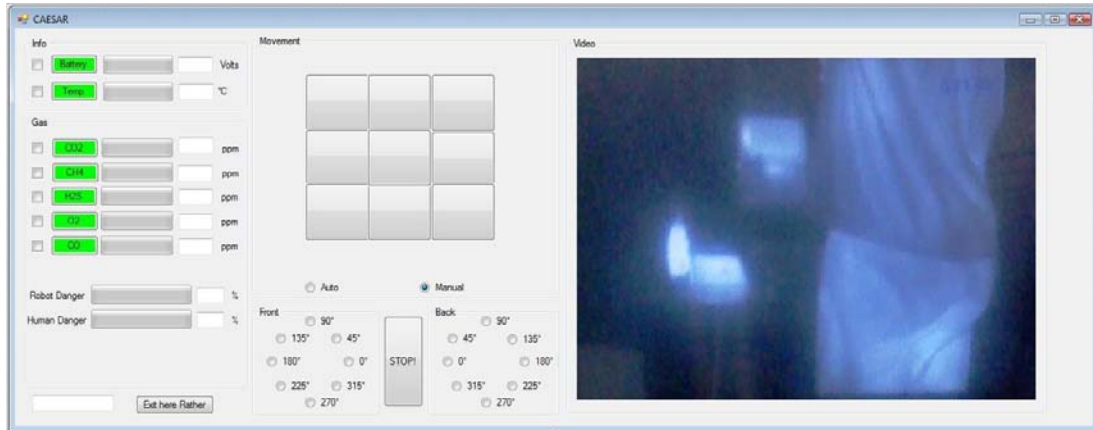 CAESAR
Info
Battery Volts
Temp °C
Gas
CO2 ppm
CH4 ppm
H2S ppm
O2 ppm
CO ppm
Robot Danger %
Human Danger %
Exit here Rather
Movement
Auto Manual
Front
90°
135° 45°
180° 0°
225° 315°
270°
STOP!
Back
90°
45° 135°
0° 180°
315° 225°
270°
Video